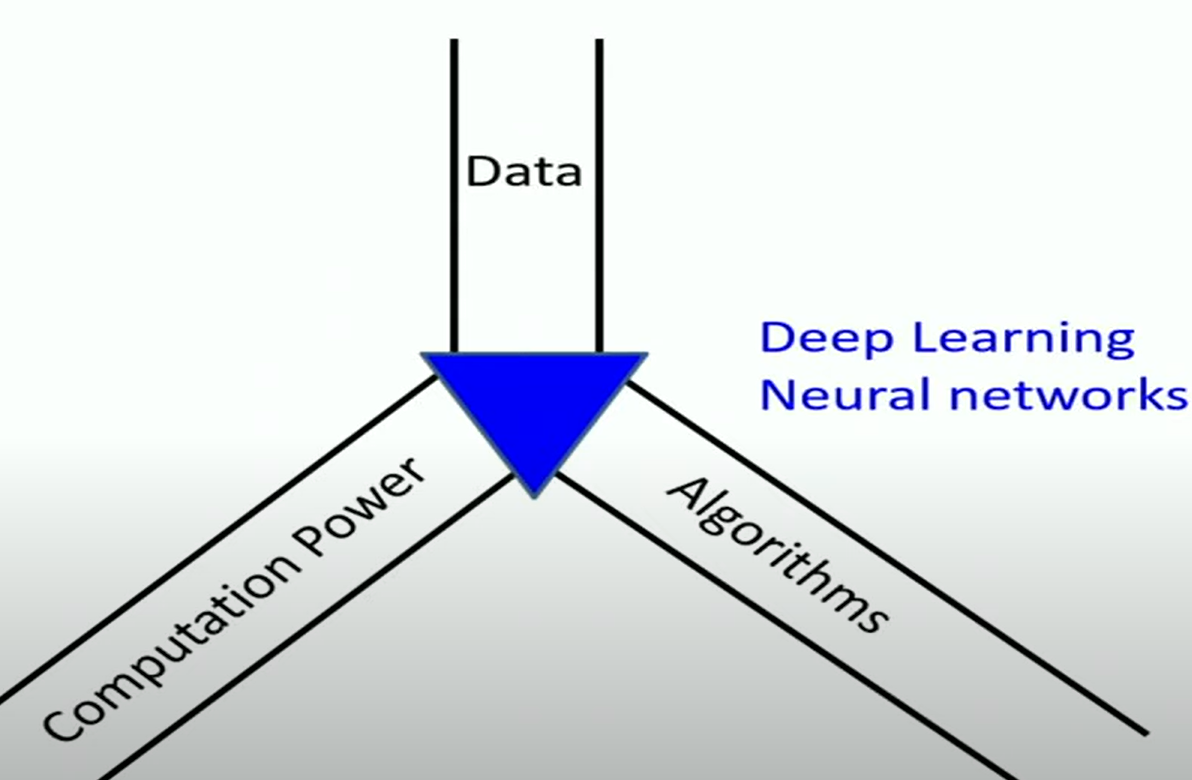 Data
Deep Learning
Neural networks
Computation Power
Algorithms